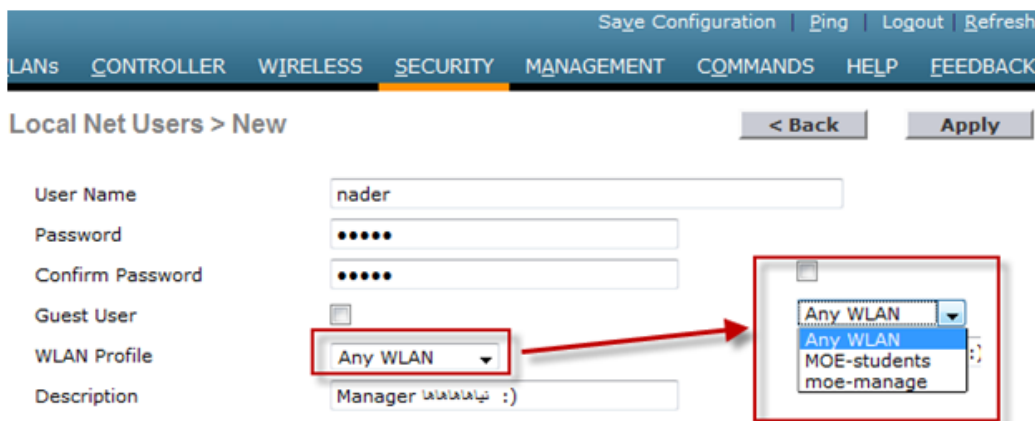 Save Configuration | Ping | Logout | Refresh
LANs CONTROLLER WIRELESS SECURITY MANAGEMENT COMMANDS HELP FEEDBACK
Local Net Users > New
< Back
Apply
User Name nader
Password •••••
Confirm Password •••••
Guest User
WLAN Profile Any WLAN
Description Manager نياهاهاهاها :)
Any WLAN
Any WLAN
MOE-students :)
moe-manage